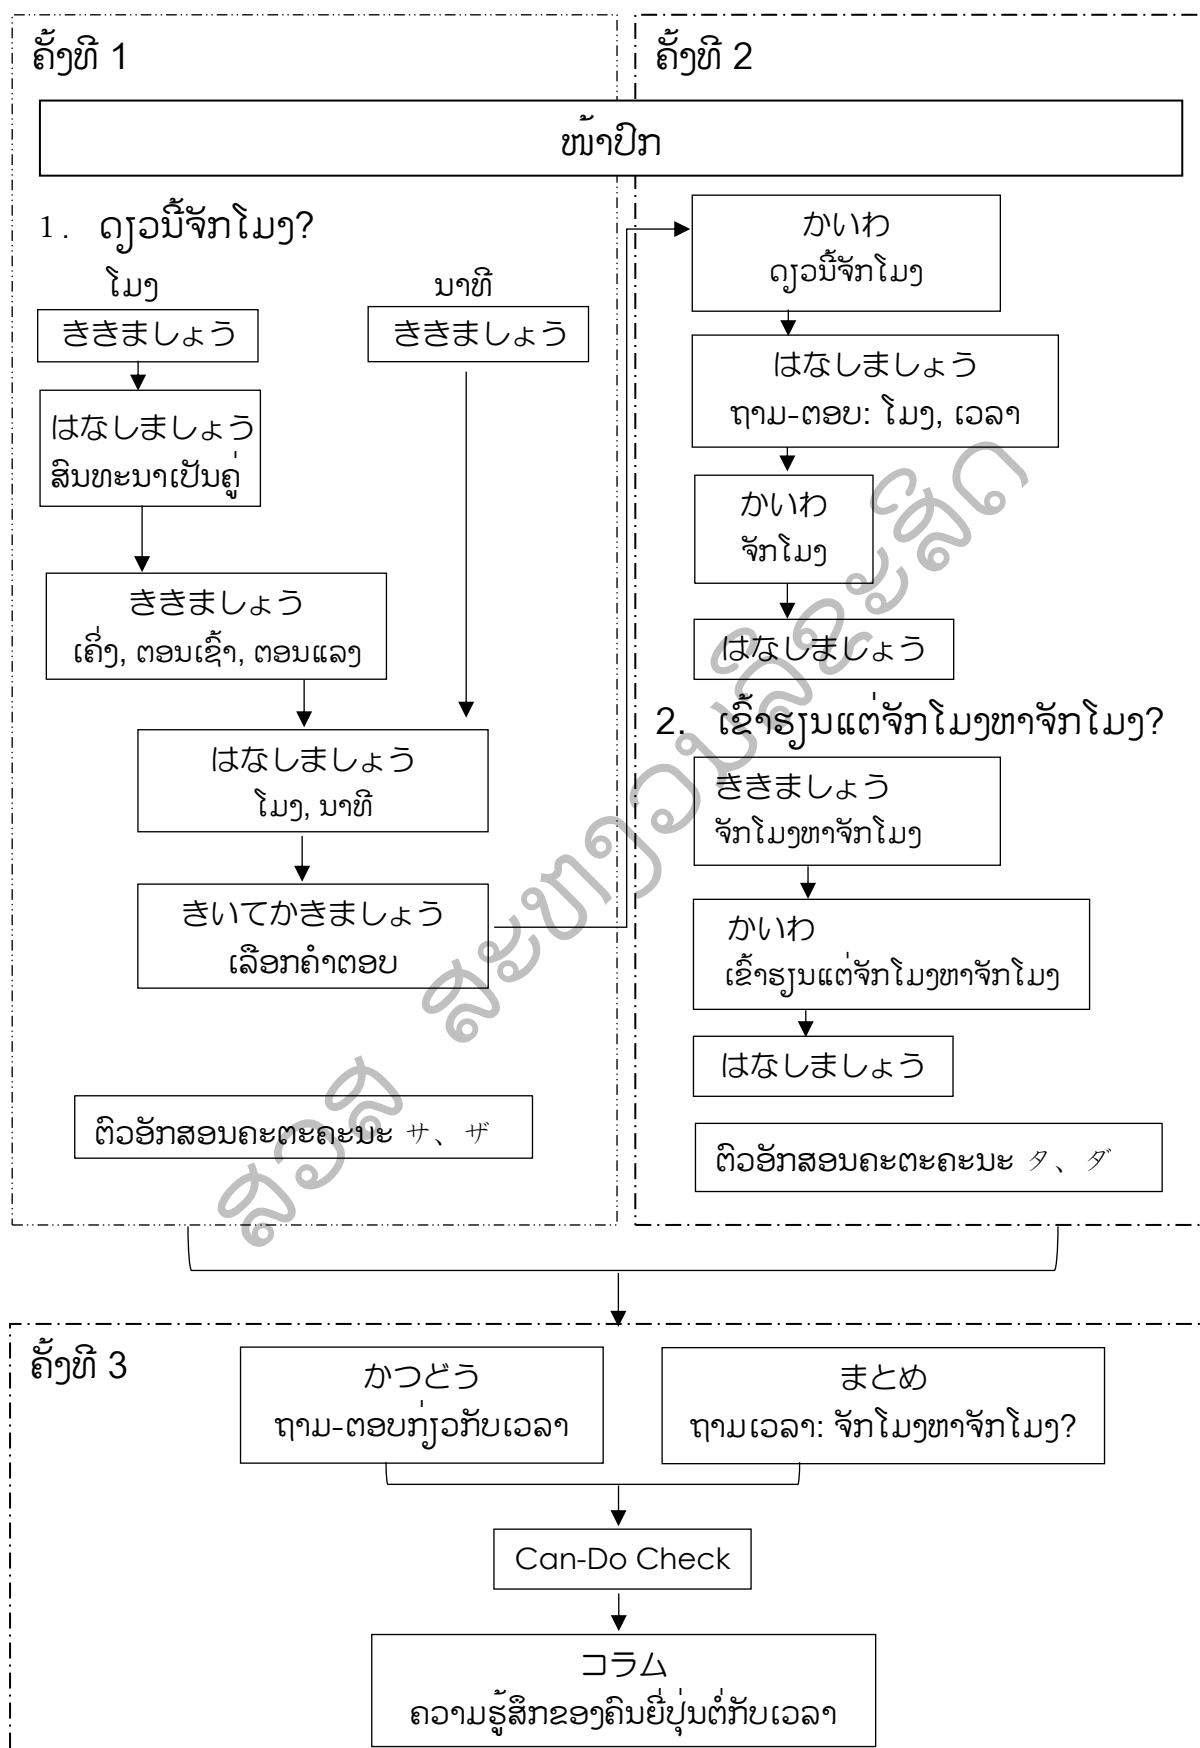 ຄັ້ງທີ 1
ໜ້າປົກ
1. ດຽວນີ້ຈັກໂມງ?
ໂມງ
ນາທີ
ききましょう
ききましょう
はなしましょう
ສົນທະນາເປັນຄູ່
ききましょう
ເຄິ່ງ, ຕອນເຊົ້າ, ຕອນແລງ
はなしましょう
ໂມງ, ນາທີ
きいてかきましょう
ເລືອກຄຳຕອບ
ຕົວອັກສອນຄະຕະຄະນະ サ、ザ
ຄັ້ງທີ 2
かいわ
ດຽວນີ້ຈັກໂມງ
はなしましょう
ຖາມ-ຕອບ: ໂມງ, ເວລາ
かいわ
ຈັກໂມງ
はなしましょう
2. ເຂົ້າຮຽນແຕ່ຈັກໂມງຫາຈັກໂມງ?
ききましょう
ຈັກໂມງຫາຈັກໂມງ
かいわ
ເຂົ້າຮຽນແຕ່ຈັກໂມງຫາຈັກໂມງ
はなしましょう
ຕົວອັກສອນຄະຕະຄະນະ タ、ダ
ຄັ້ງທີ 3
かつどう
ຖາມ-ຕອບກ່ຽວກັບເວລາ
まとめ
ຖາມເວລາ: ຈັກໂມງຫາຈັກໂມງ?
Can-Do Check
コラム
ຄວາມຮູ້ສຶກຂອງຄົນຍີ່ປຸ່ນຕໍ່ກັບເວລາ
ສວສ ສະຫງວນລິຂະສິດ